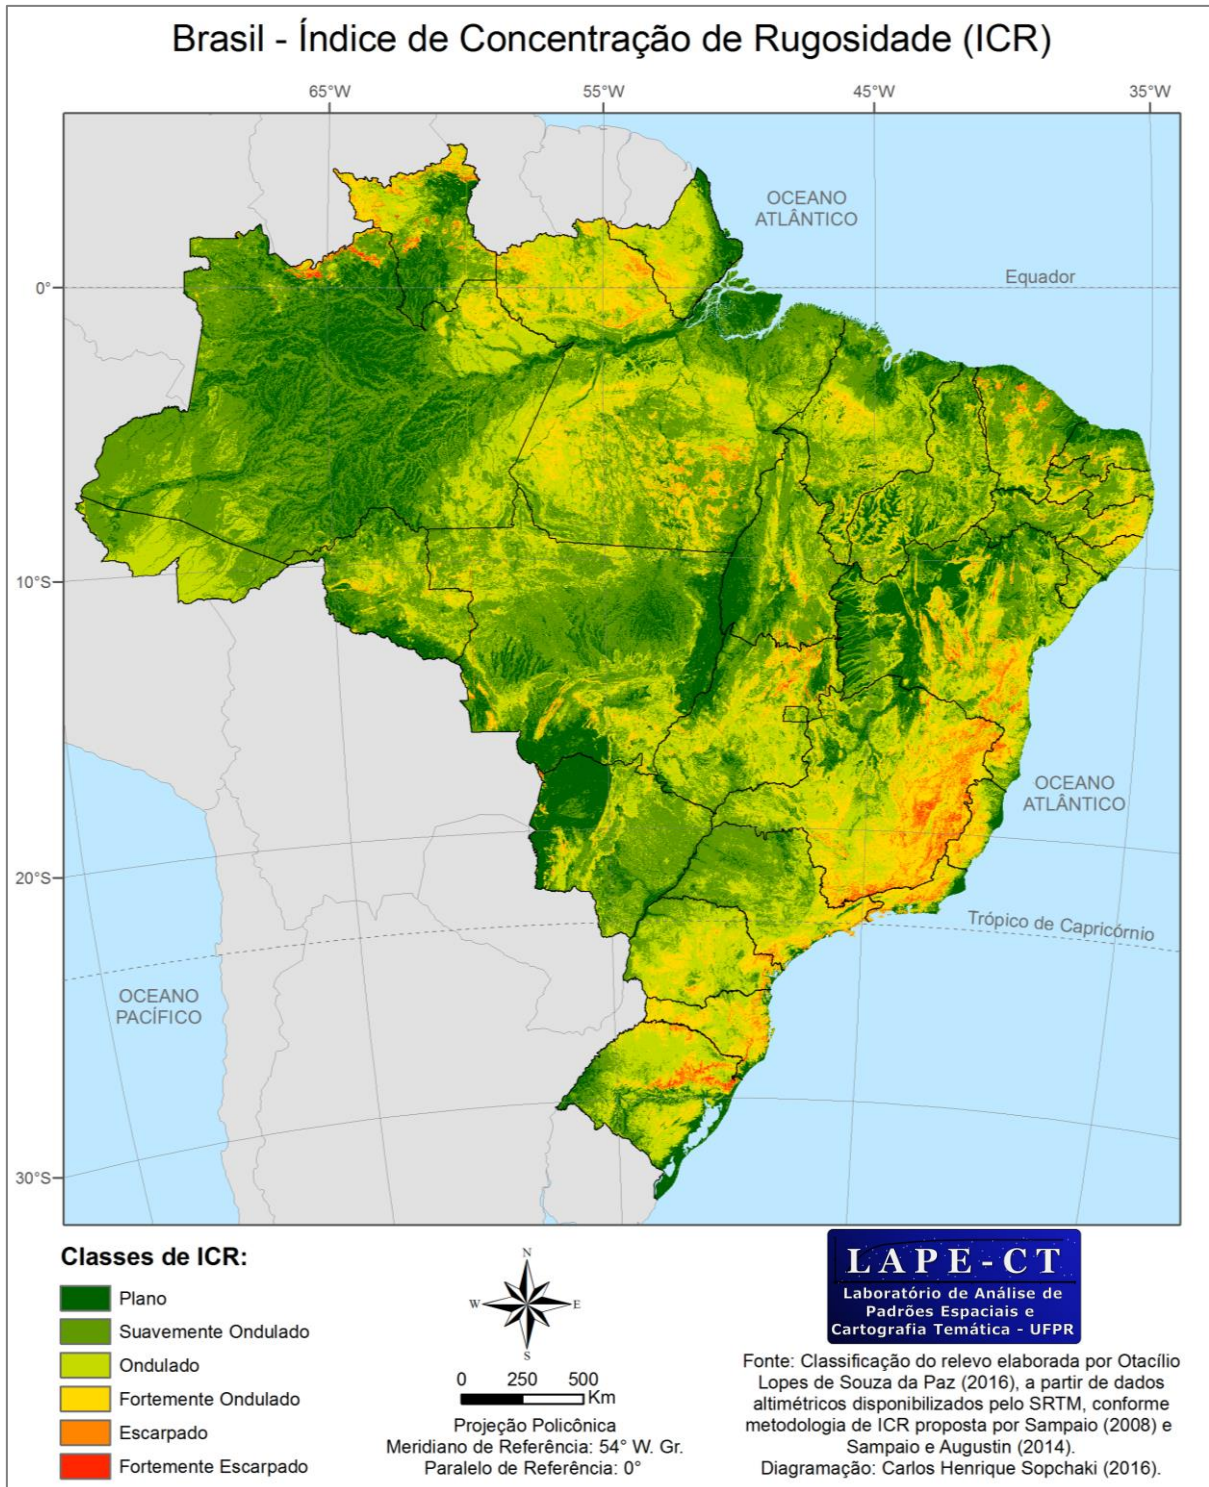 Brasil - Índice de Concentração de Rugosidade (ICR)
65°W
55°W
45°W
35°W
OCEANO
ATLÂNTICO
Equador
0°
10°S
OCEANO
ATLÂNTICO
20°S
Trópico de Capricórnio
OCEANO
PACÍFICO
30°S
Classes de ICR:
Plano
Suavemente Ondulado
Ondulado
Fortemente Ondulado
Escarpado
Fortemente Escarpado
N
W
E
S
0 250 500
Km
Projeção Policônica
Meridiano de Referência: 54° W. Gr.
Paralelo de Referência: 0°
LAPE-CT
Laboratório de Análise de
Padrões Espaciais e
Cartografia Temática - UFPR
Fonte: Classificação do relevo elaborada por Otacílio
Lopes de Souza da Paz (2016), a partir de dados
altimétricos disponibilizados pelo SRTM, conforme
metodologia de ICR proposta por Sampaio (2008) e
Sampaio e Augustin (2014).
Diagramação: Carlos Henrique Sopchaki (2016).